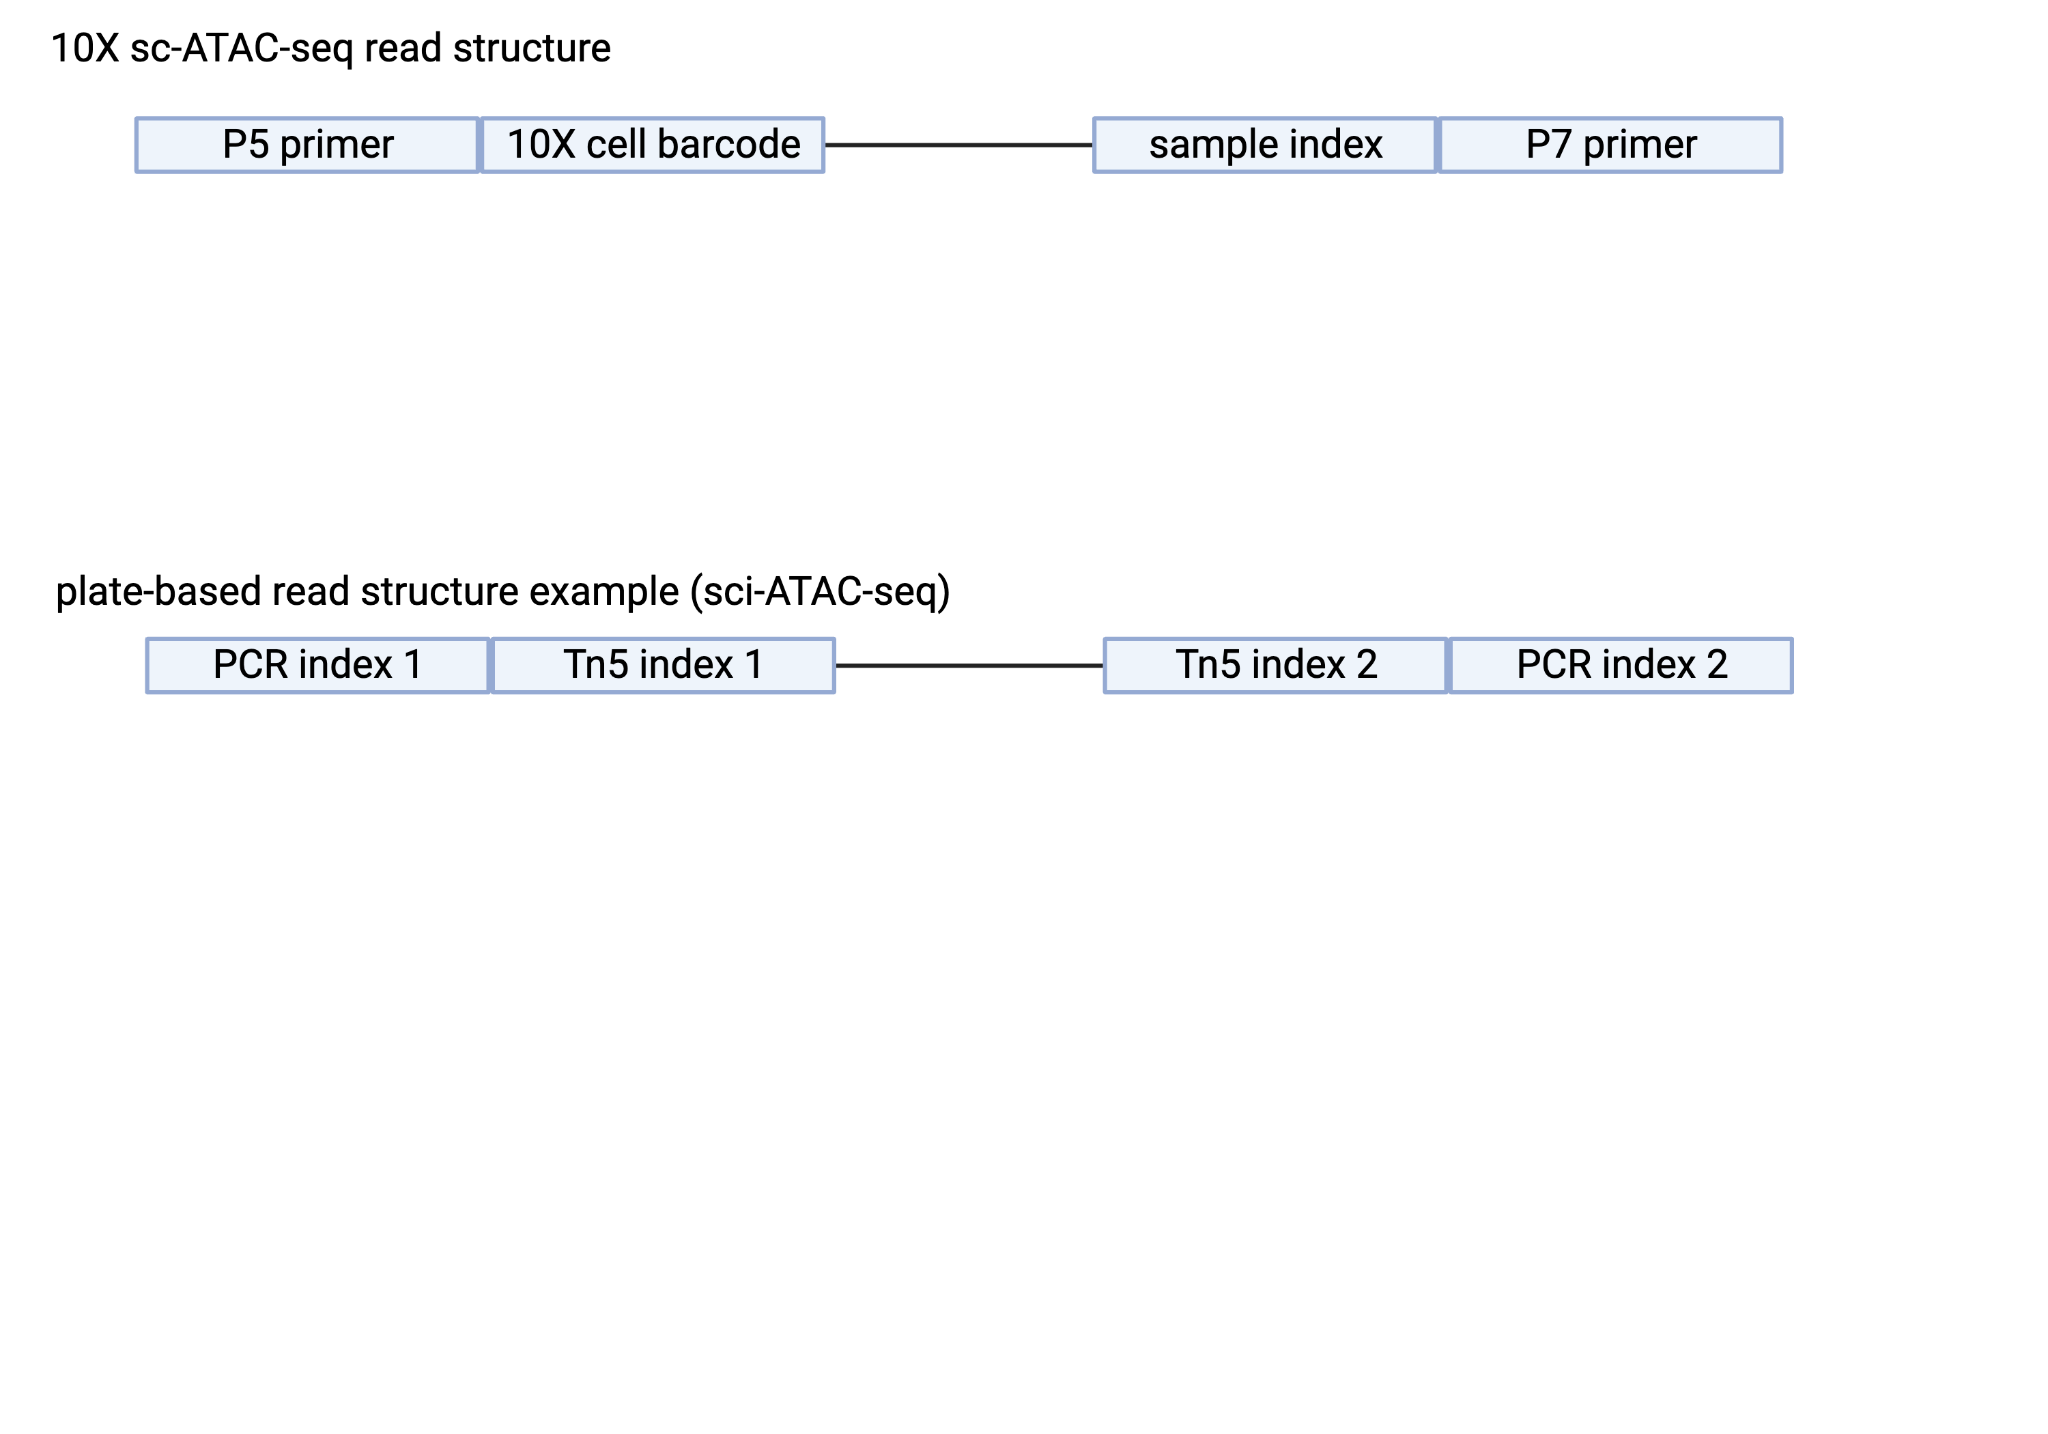 10X sc-ATAC-seq read structure
P5 primer 10X cell barcode sample index P7 primer
plate-based read structure example (sci-ATAC-seq)
PCR index 1 Tn5 index 1 Tn5 index 2 PCR index 2